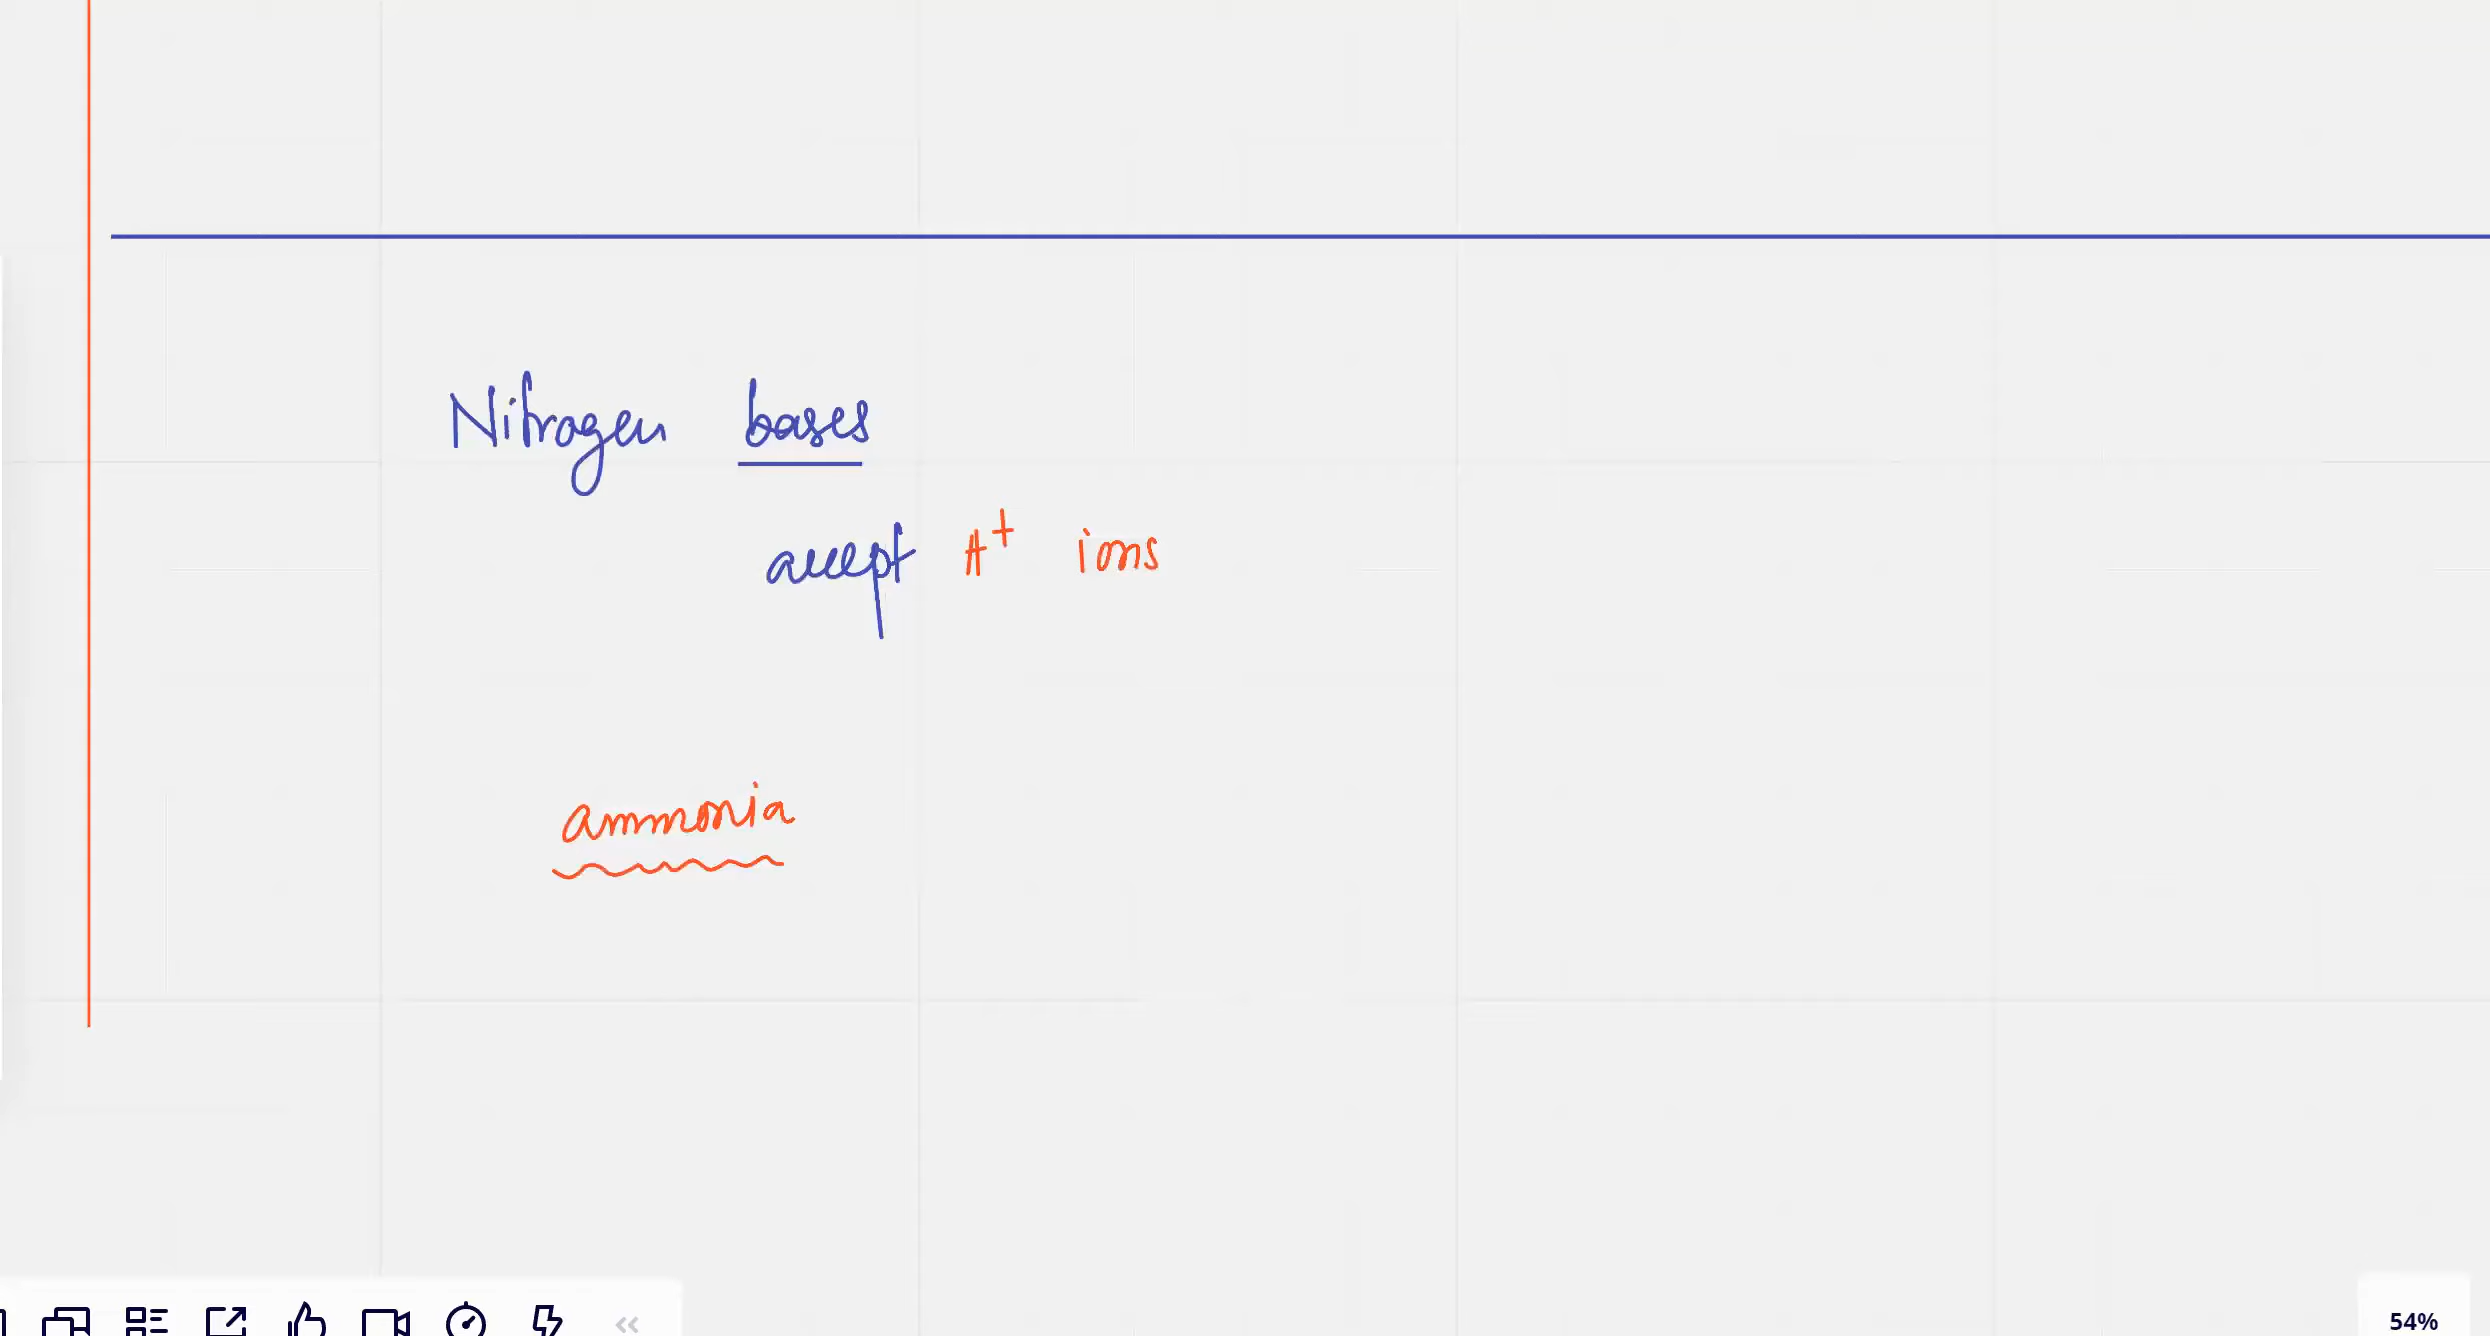 Nitrogen bases
accept H⁺ ions
ammonia
54%